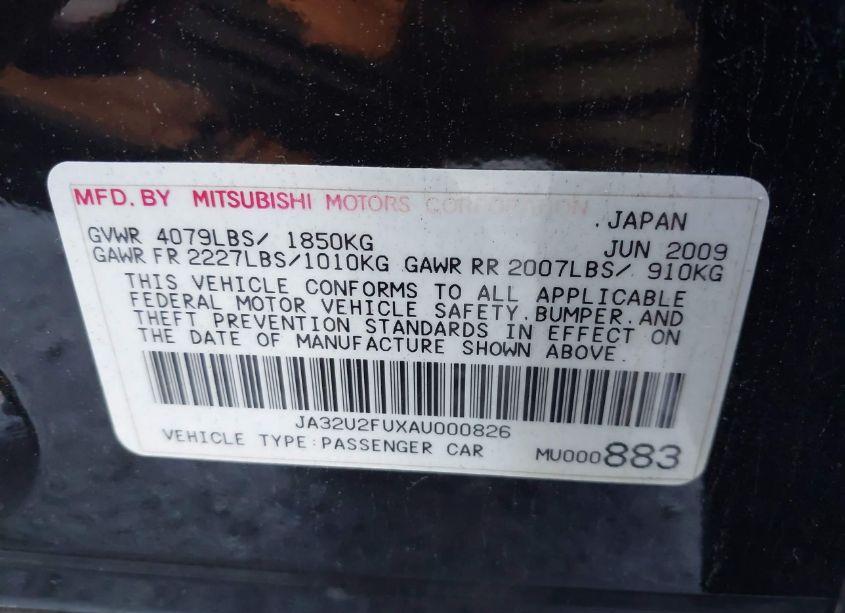 MFD. BY MITSUBISHI MOTORS CORPORATION
. JAPAN
GVWR 4079LBS/ 1850KG JUN 2009
GAWR FR 2227LBS/1010KG GAWR RR 2007LBS/ 910KG
THIS VEHICLE CONFORMS TO ALL APPLICABLE
FEDERAL MOTOR VEHICLE SAFETY, BUMPER, AND
THEFT PREVENTION STANDARDS IN EFFECT ON
THE DATE OF MANUFACTURE SHOWN ABOVE.
JA32U2FUXAU000826
VEHICLE TYPE:PASSENGER CAR MU000883